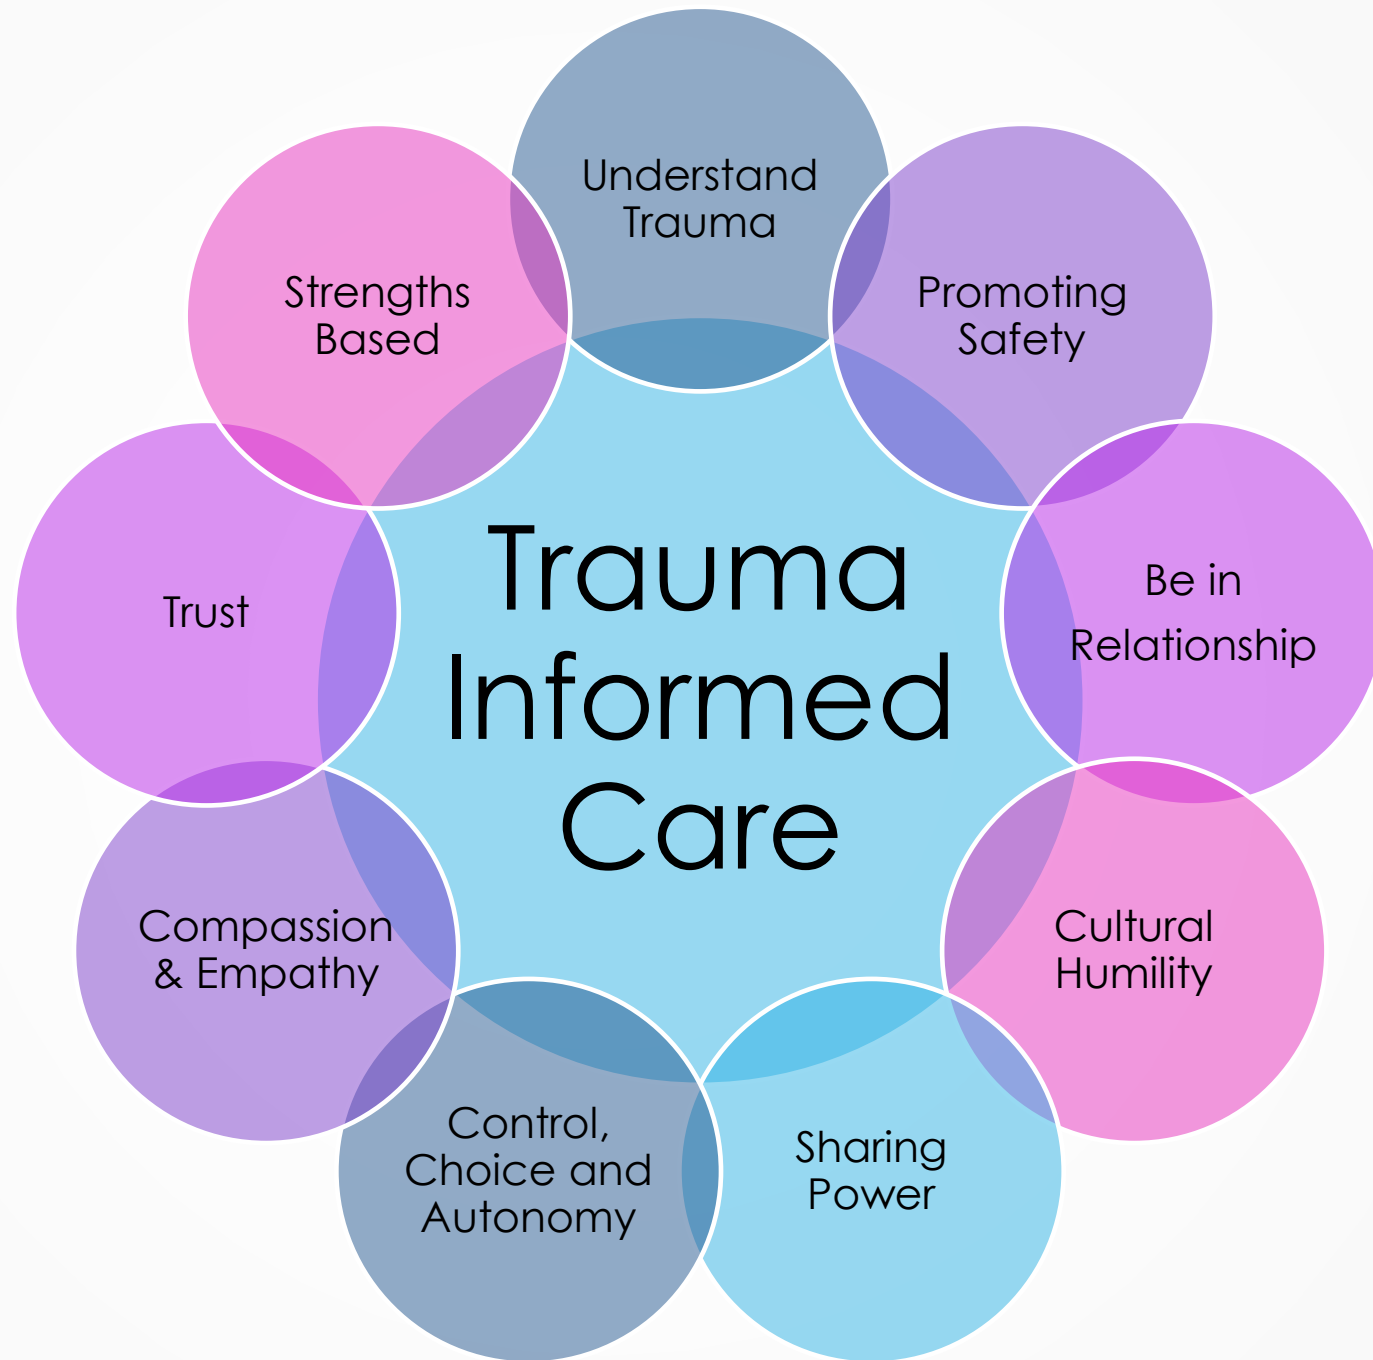 Understand
Trauma
Promoting
Safety
Be in
Relationship
Cultural
Humility
Sharing
Power
Control,
Choice and
Autonomy
Compassion
& Empathy
Trust
Strengths
Based
Trauma
Informed
Care